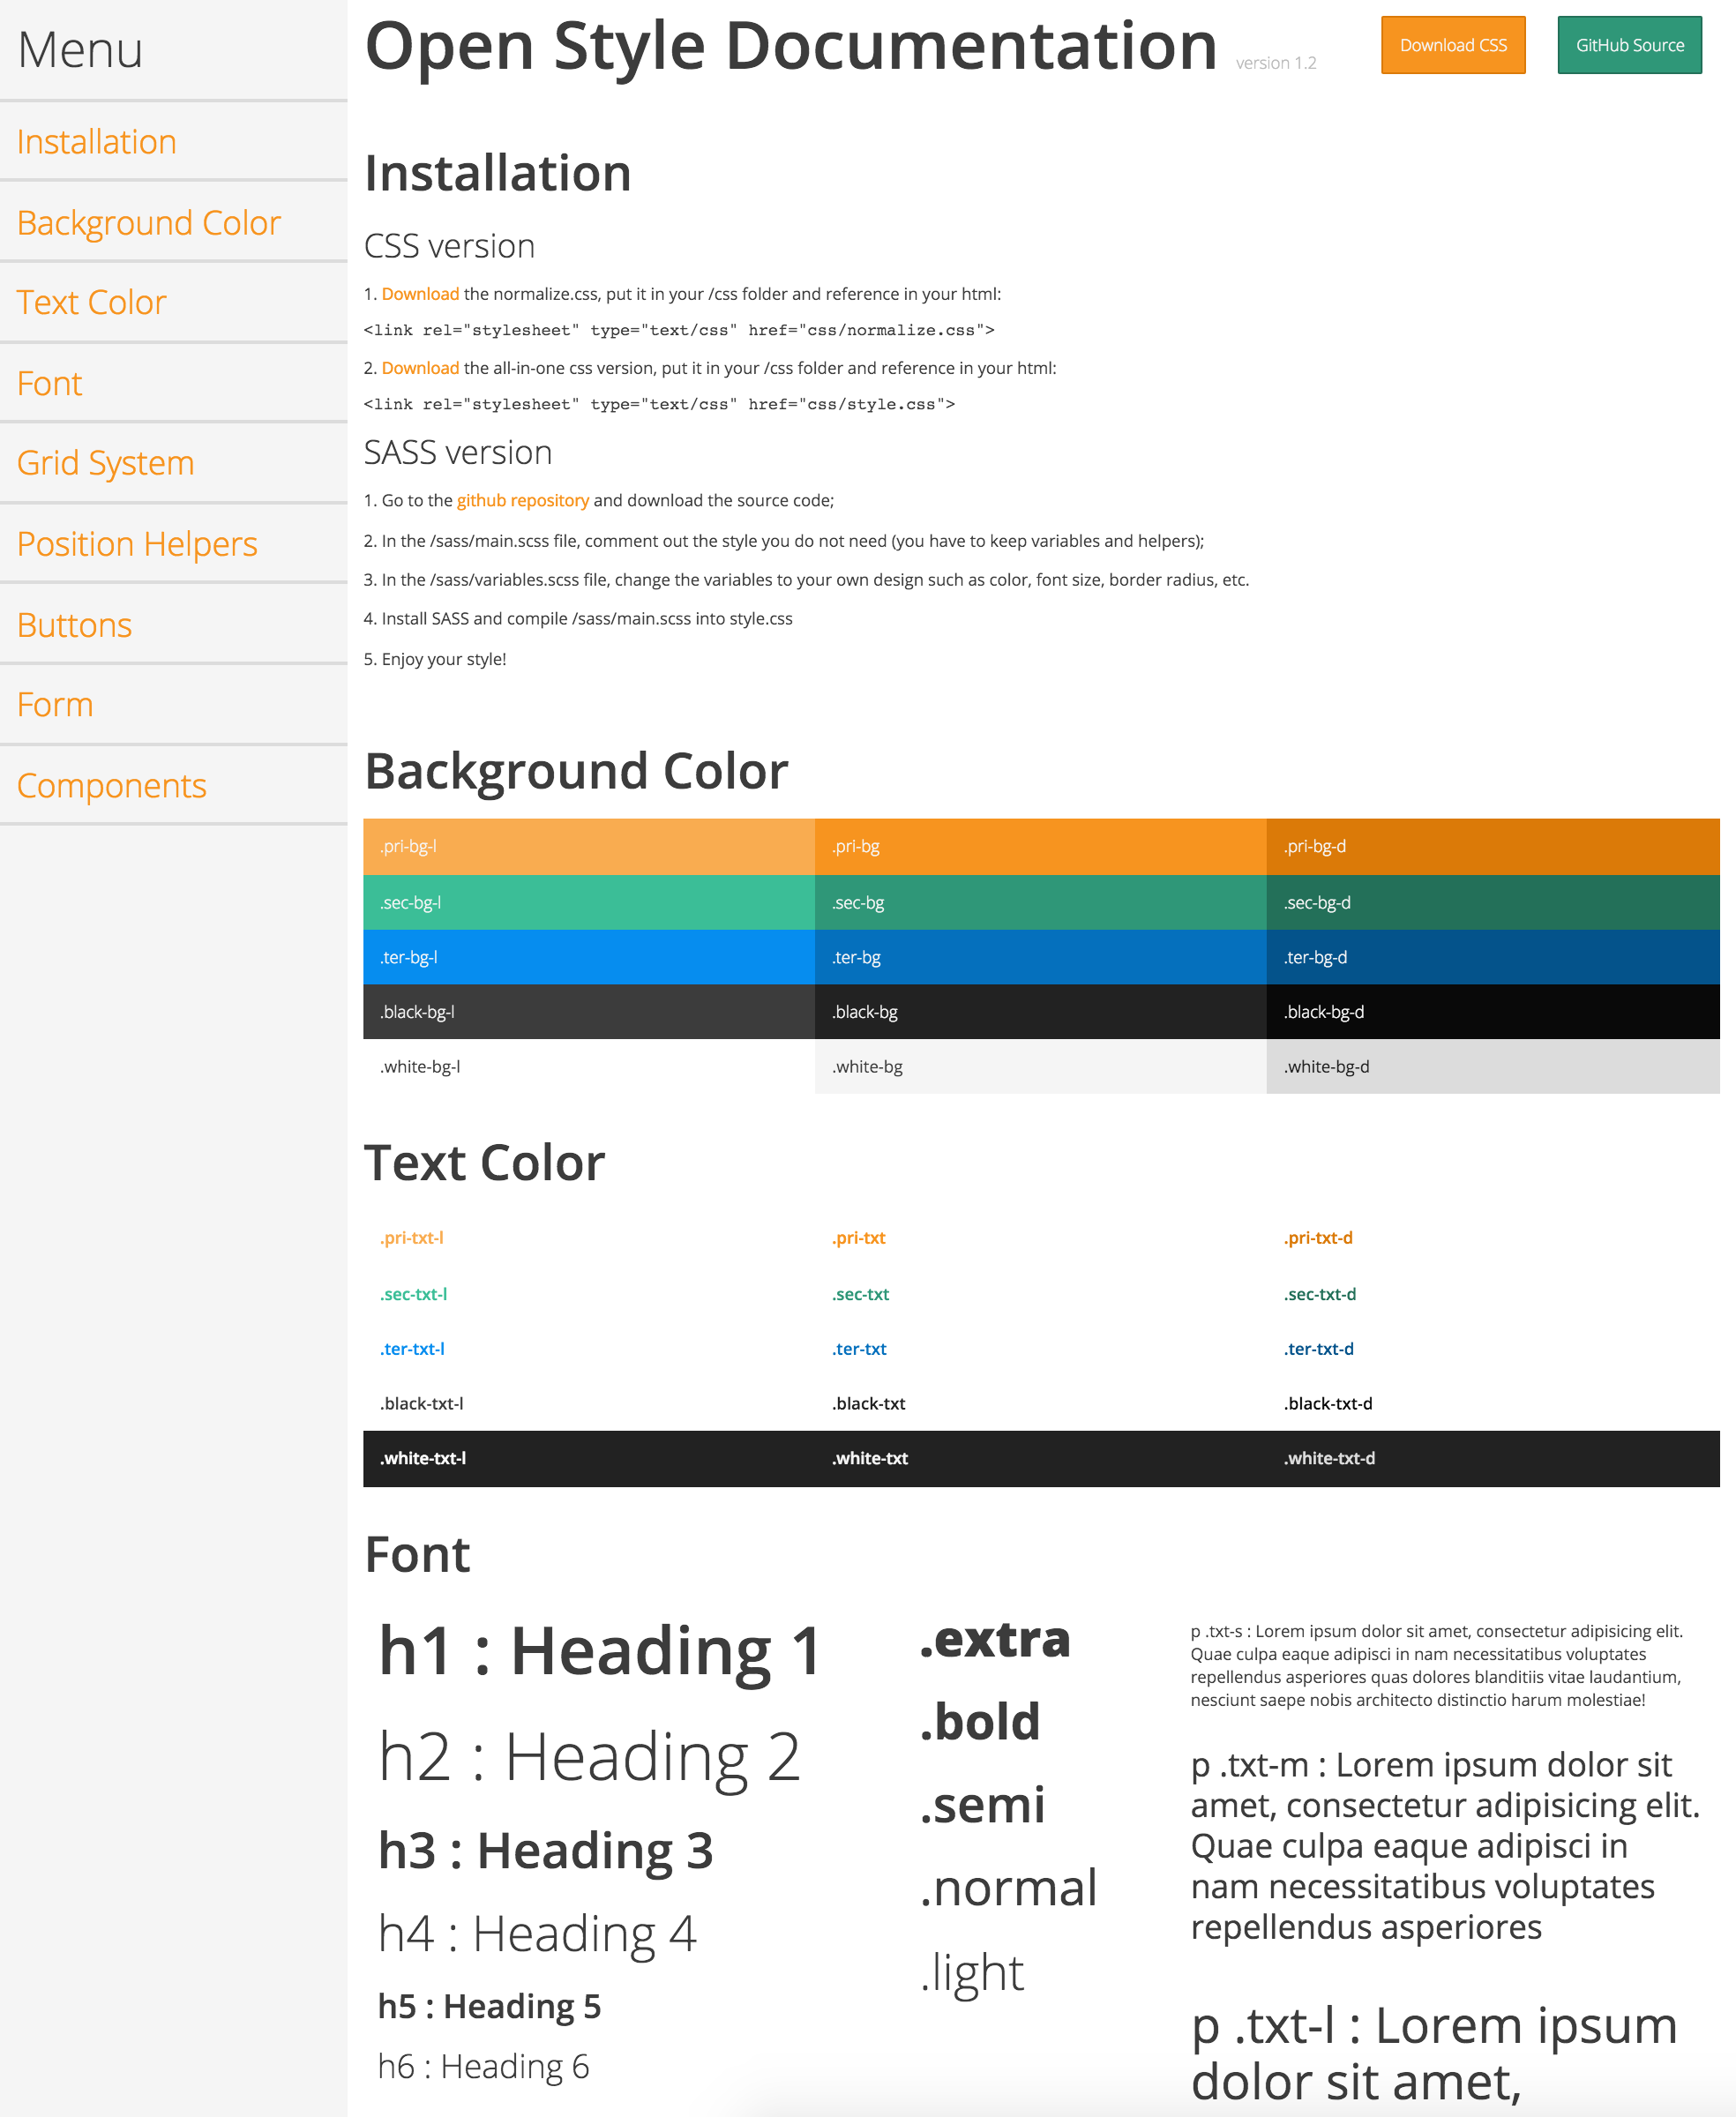 Menu
Installation
Background Color
Text Color
Font
Grid System
Position Helpers
Buttons
Form
Components
Open Style Documentation version 1.2
Download CSS
GitHub Source
Installation
CSS version
1. Download the normalize.css, put it in your /css folder and reference in your html:
<link rel="stylesheet" type="text/css" href="css/normalize.css">
2. Download the all-in-one css version, put it in your /css folder and reference in your html:
<link rel="stylesheet" type="text/css" href="css/style.css">
SASS version
1. Go to the github repository and download the source code;
2. In the /sass/main.scss file, comment out the style you do not need (you have to keep variables and helpers);
3. In the /sass/variables.scss file, change the variables to your own design such as color, font size, border radius, etc.
4. Install SASS and compile /sass/main.scss into style.css
5. Enjoy your style!
Background Color
.pri-bg-l .pri-bg .pri-bg-d
.sec-bg-l .sec-bg .sec-bg-d
.ter-bg-l .ter-bg .ter-bg-d
.black-bg-l .black-bg .black-bg-d
.white-bg-l .white-bg .white-bg-d
Text Color
.pri-txt-l .pri-txt .pri-txt-d
.sec-txt-l .sec-txt .sec-txt-d
.ter-txt-l .ter-txt .ter-txt-d
.black-txt-l .black-txt .black-txt-d
.white-txt-l .white-txt .white-txt-d
Font
h1 : Heading 1
h2 : Heading 2
h3 : Heading 3
h4 : Heading 4
h5 : Heading 5
h6 : Heading 6
.extra
.bold
.semi
.normal
.light
p .txt-s : Lorem ipsum dolor sit amet, consectetur adipisicing elit.
Quae culpa eaque adipisci in nam necessitatibus voluptates
repellendus asperiores quas dolores blanditiis vitae laudantium,
nesciunt saepe nobis architecto distinctio harum molestiae!
p .txt-m : Lorem ipsum dolor sit
amet, consectetur adipisicing elit.
Quae culpa eaque adipisci in
nam necessitatibus voluptates
repellendus asperiores
p .txt-l : Lorem ipsum
dolor sit amet,